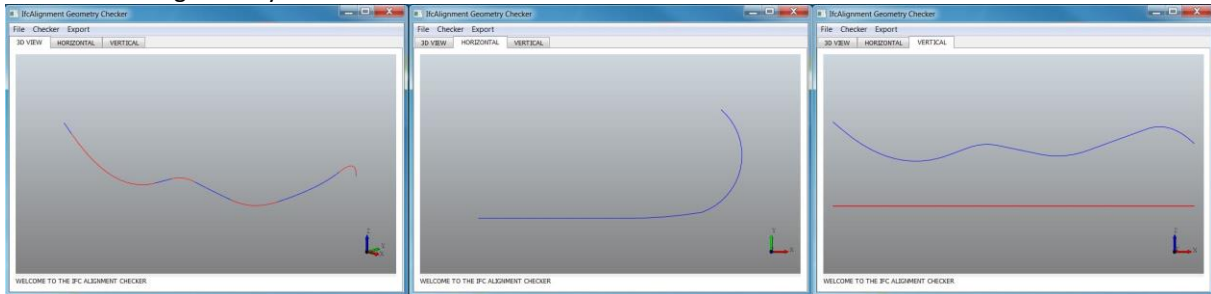 IfcAlignment Geometry Checker
File Checker Export
3D VIEW HORIZONTAL VERTICAL
Z
Y
X
WELCOME TO THE IFC ALIGNMENT CHECKER
IfcAlignment Geometry Checker
File Checker Export
3D VIEW HORIZONTAL VERTICAL
Y
X
WELCOME TO THE IFC ALIGNMENT CHECKER
IfcAlignment Geometry Checker
File Checker Export
3D VIEW HORIZONTAL VERTICAL
Z
X
WELCOME TO THE IFC ALIGNMENT CHECKER